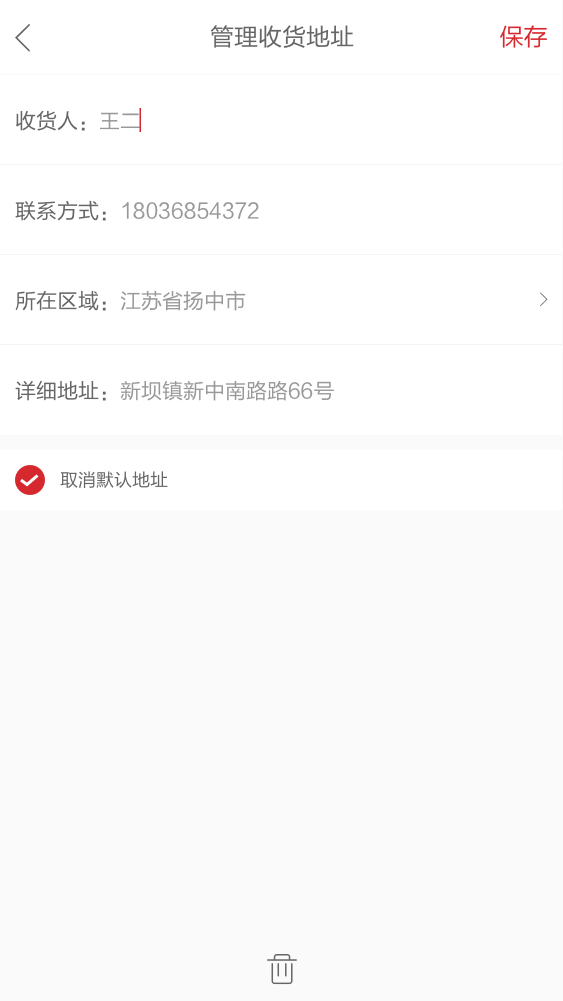 管理收货地址 保存
收货人：王二
联系方式：18036854372
所在区域：江苏省扬中市
详细地址：新坝镇新中南路路66号
取消默认地址